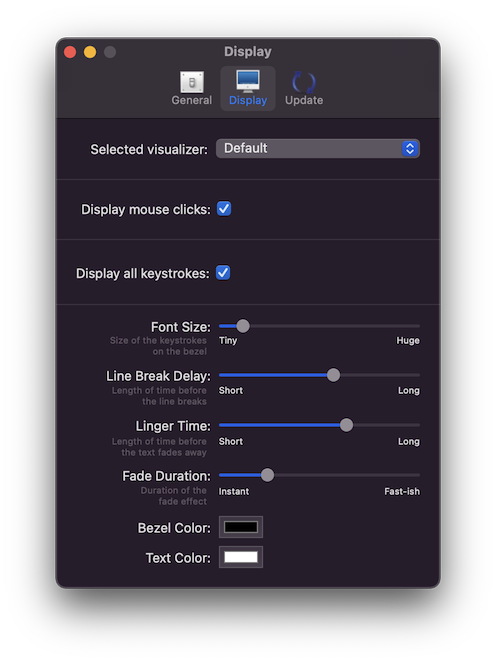 Display
General
Display
Update
Selected visualizer: Default
Display mouse clicks:
Display all keystrokes:
Font Size:
Size of the keystrokes
on the bezel
Tiny Huge
Line Break Delay:
Length of time before
the line breaks
Short Long
Linger Time:
Length of time before
the text fades away
Short Long
Fade Duration:
Duration of the
fade effect
Instant Fast-ish
Bezel Color:
Text Color: